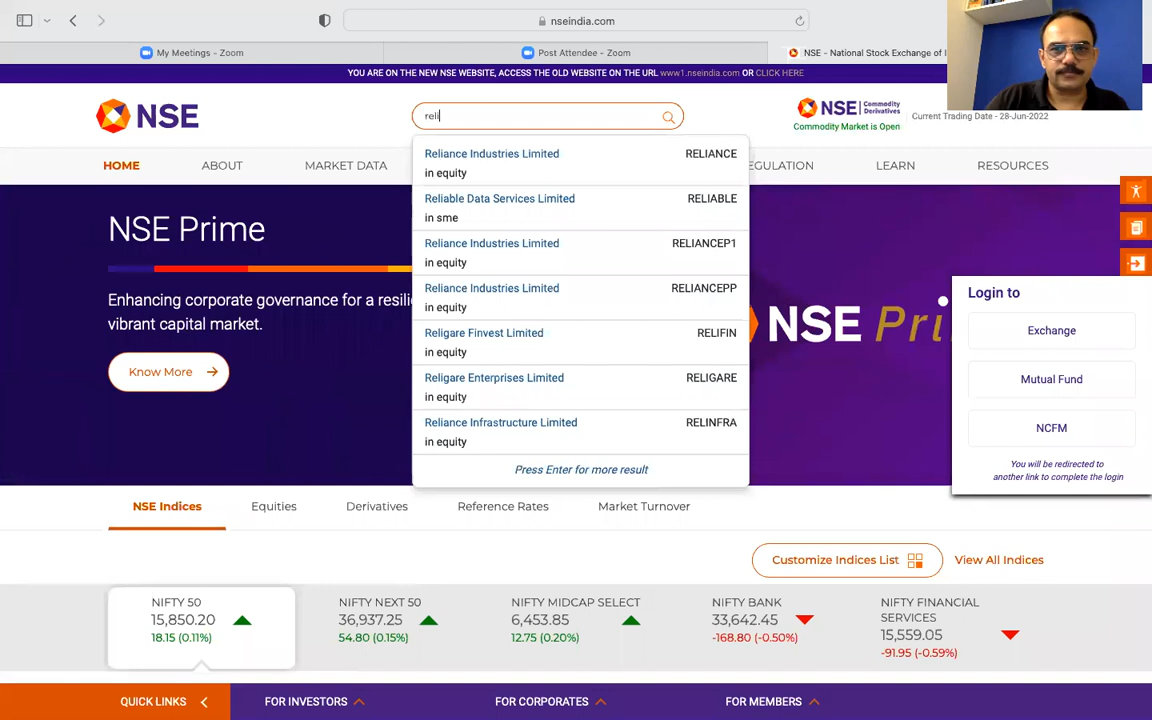 nseindia.com
My Meetings - Zoom
Post Attendee - Zoom
NSE - National Stock Exchange of I
YOU ARE ON THE NEW NSE WEBSITE, ACCESS THE OLD WEBSITE ON THE URL www1.nseindia.com OR CLICK HERE
NSE
reli
NSE Commodity Derivatives
Commodity Market is Open
Current Trading Date - 28-Jun-2022
HOME
ABOUT
MARKET DATA
EGULATION
LEARN
RESOURCES
Reliance Industries Limited RELIANCE
in equity
Reliable Data Services Limited RELIABLE
in sme
Reliance Industries Limited RELIANCEP1
in equity
Reliance Industries Limited RELIANCEPP
in equity
Religare Finvest Limited RELIFIN
in equity
Religare Enterprises Limited RELIGARE
in equity
Reliance Infrastructure Limited RELINFRA
in equity
Press Enter for more result
NSE Prime
Enhancing corporate governance for a resili
vibrant capital market.
Know More
NSE Pri
Login to
Exchange
Mutual Fund
NCFM
You will be redirected to
another link to complete the login
NSE Indices
Equities
Derivatives
Reference Rates
Market Turnover
Customize Indices List
View All Indices
NIFTY 50
15,850.20
18.15 (0.11%)
NIFTY NEXT 50
36,937.25
54.80 (0.15%)
NIFTY MIDCAP SELECT
6,453.85
12.75 (0.20%)
NIFTY BANK
33,642.45
-168.80 (-0.50%)
NIFTY FINANCIAL
SERVICES
15,559.05
-91.95 (-0.59%)
QUICK LINKS
FOR INVESTORS
FOR CORPORATES
FOR MEMBERS